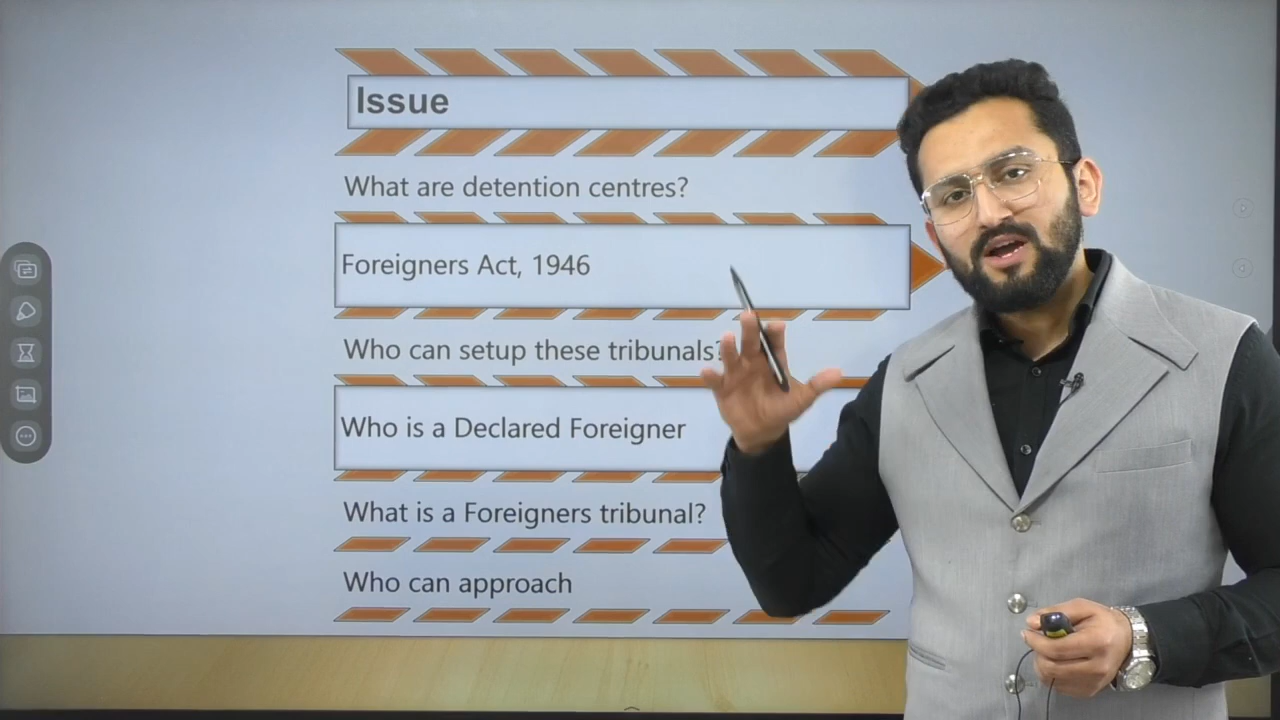 Issue
What are detention centres?
Foreigners Act, 1946
Who can setup these tribunals?
Who is a Declared Foreigner
What is a Foreigners tribunal?
Who can approach